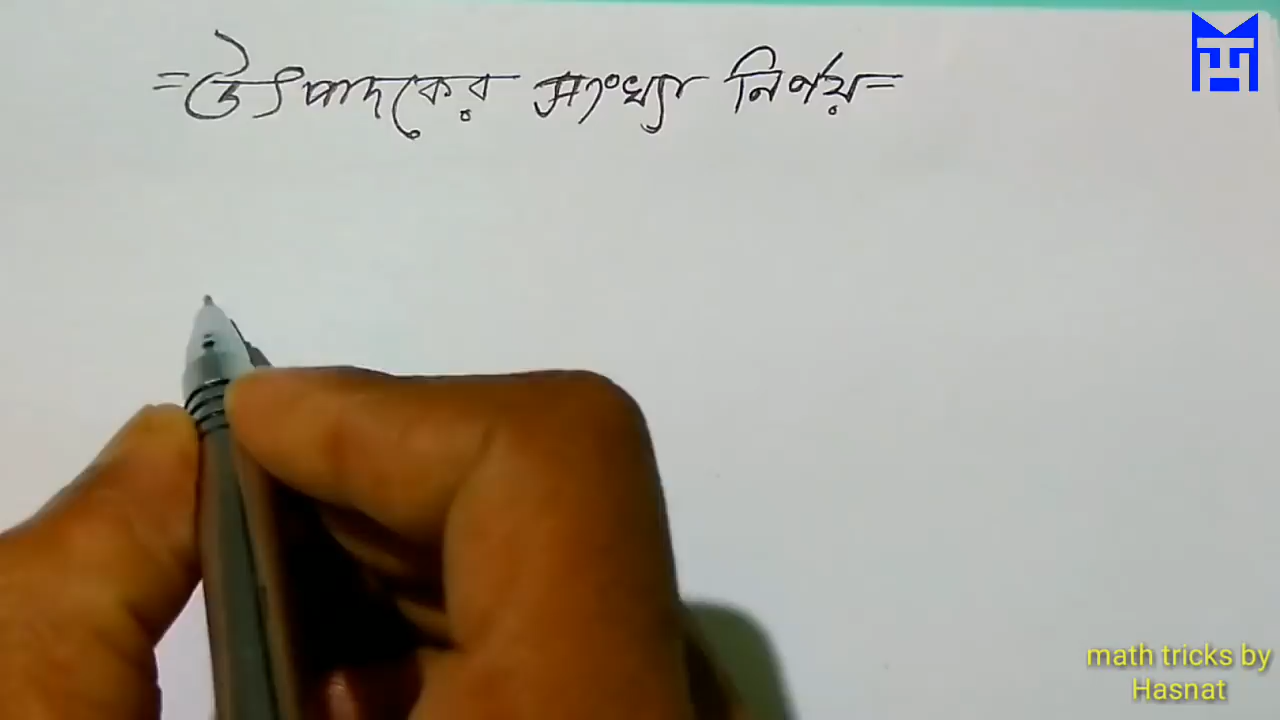 =উৎপাদকের সংখ্যা নির্ণয়=
math tricks by
Hasnat